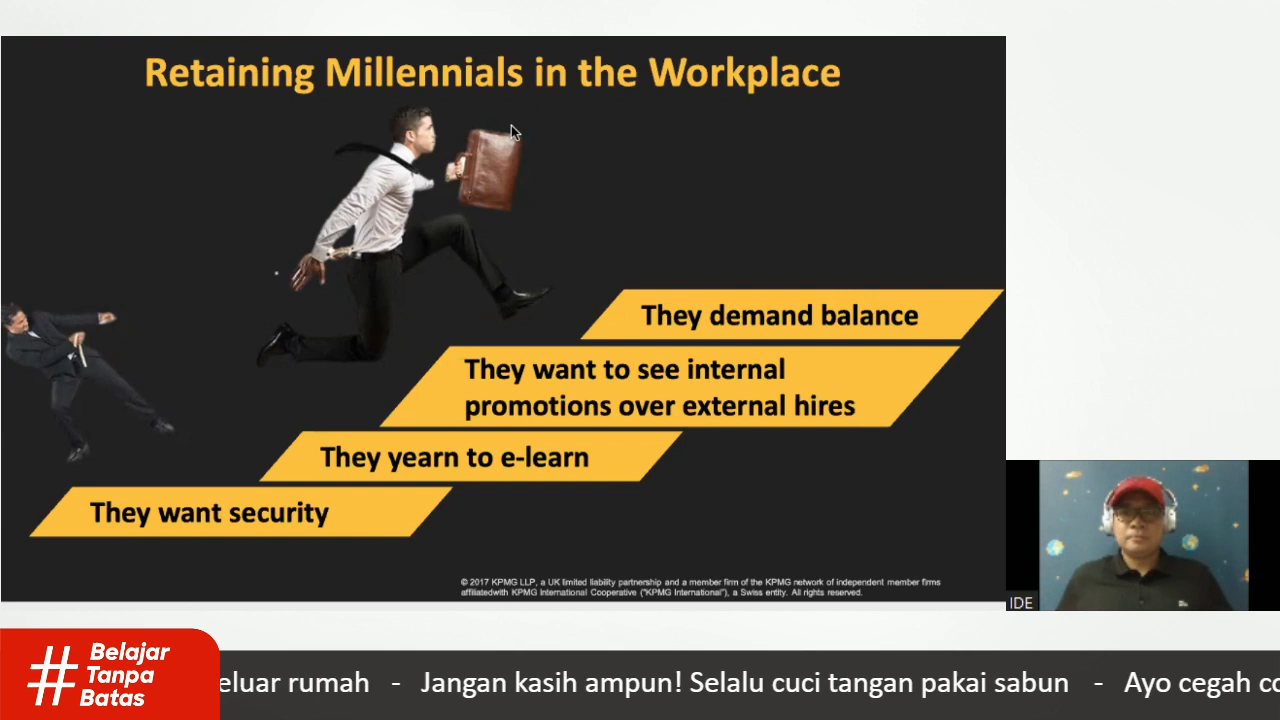 Retaining Millennials in the Workplace
They demand balance
They want to see internal
promotions over external hires
They yearn to e-learn
They want security
© 2017 KPMG LLP, a UK limited liability partnership and a member firm of the KPMG network of independent member firms
affiliatedwith KPMG International Cooperative ("KPMG International"), a Swiss entity. All rights reserved.
IDE
# Belajar
Tanpa
Batas
eluar rumah - Jangan kasih ampun! Selalu cuci tangan pakai sabun - Ayo cegah co